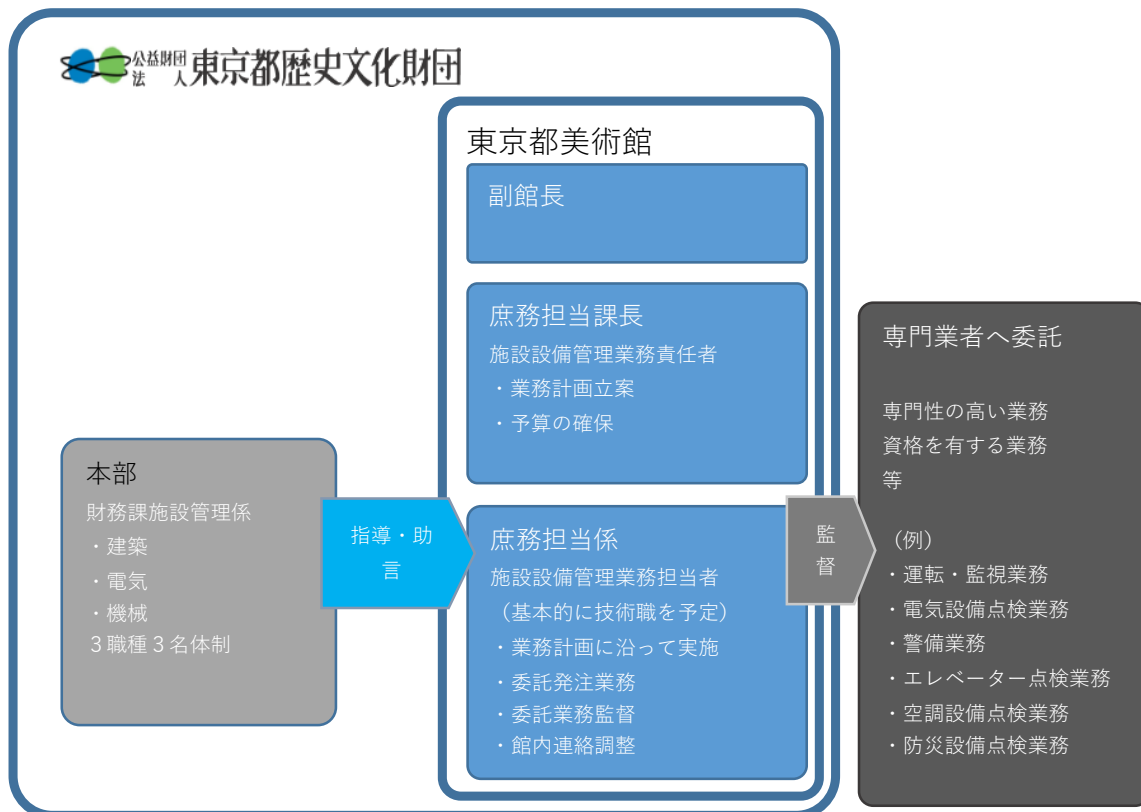 公益財団法人 東京都歴史文化財団
東京都美術館
副館長
庶務担当課長
施設設備管理業務責任者
・業務計画立案
・予算の確保
本部
財務課施設管理係
・建築
・電気
・機械
３職種３名体制
指導・助
言
庶務担当係
施設設備管理業務担当者
（基本的に技術職を予定）
・業務計画に沿って実施
・委託発注業務
・委託業務監督
・館内連絡調整
監
督
専門業者へ委託
専門性の高い業務
資格を有する業務
等
（例）
・運転・監視業務
・電気設備点検業務
・警備業務
・エレベーター点検業務
・空調設備点検業務
・防災設備点検業務